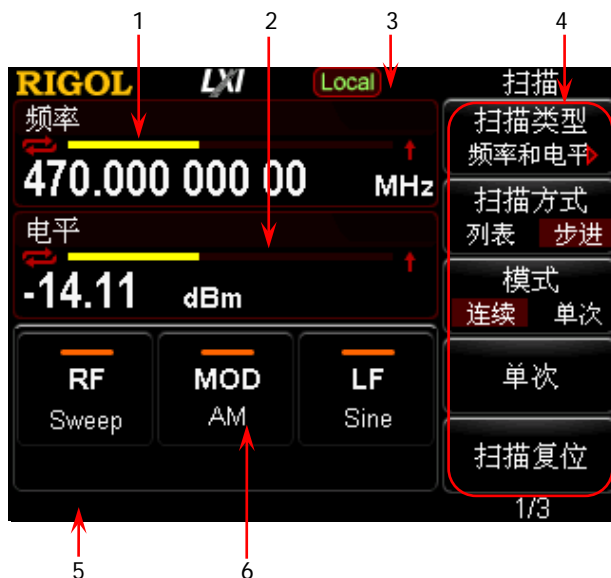 1 2 3 4
RIGOL LXI Local 扫描
频率
470.000 000 00 MHz
电平
-14.11 dBm
RF
Sweep
MOD
AM
LF
Sine
扫描类型
频率和电平
扫描方式
列表 步进
模式
连续 单次
单次
扫描复位
1/3
5 6